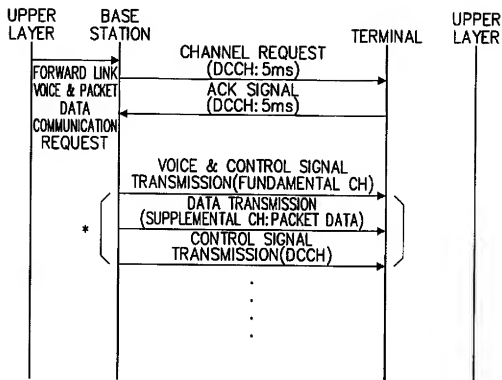 UPPER
LAYER
BASE
STATION
TERMINAL
UPPER
LAYER
CHANNEL REQUEST
(DCCH: 5ms)
FORWARD LINK
VOICE & PACKET
DATA
COMMUNICATION
REQUEST
ACK SIGNAL
(DCCH: 5ms)
VOICE & CONTROL SIGNAL
TRANSMISSION(FUNDAMENTAL CH)
DATA TRANSMISSION
(SUPPLEMENTAL CH: PACKET DATA)
*
CONTROL SIGNAL
TRANSMISSION(DCCH)